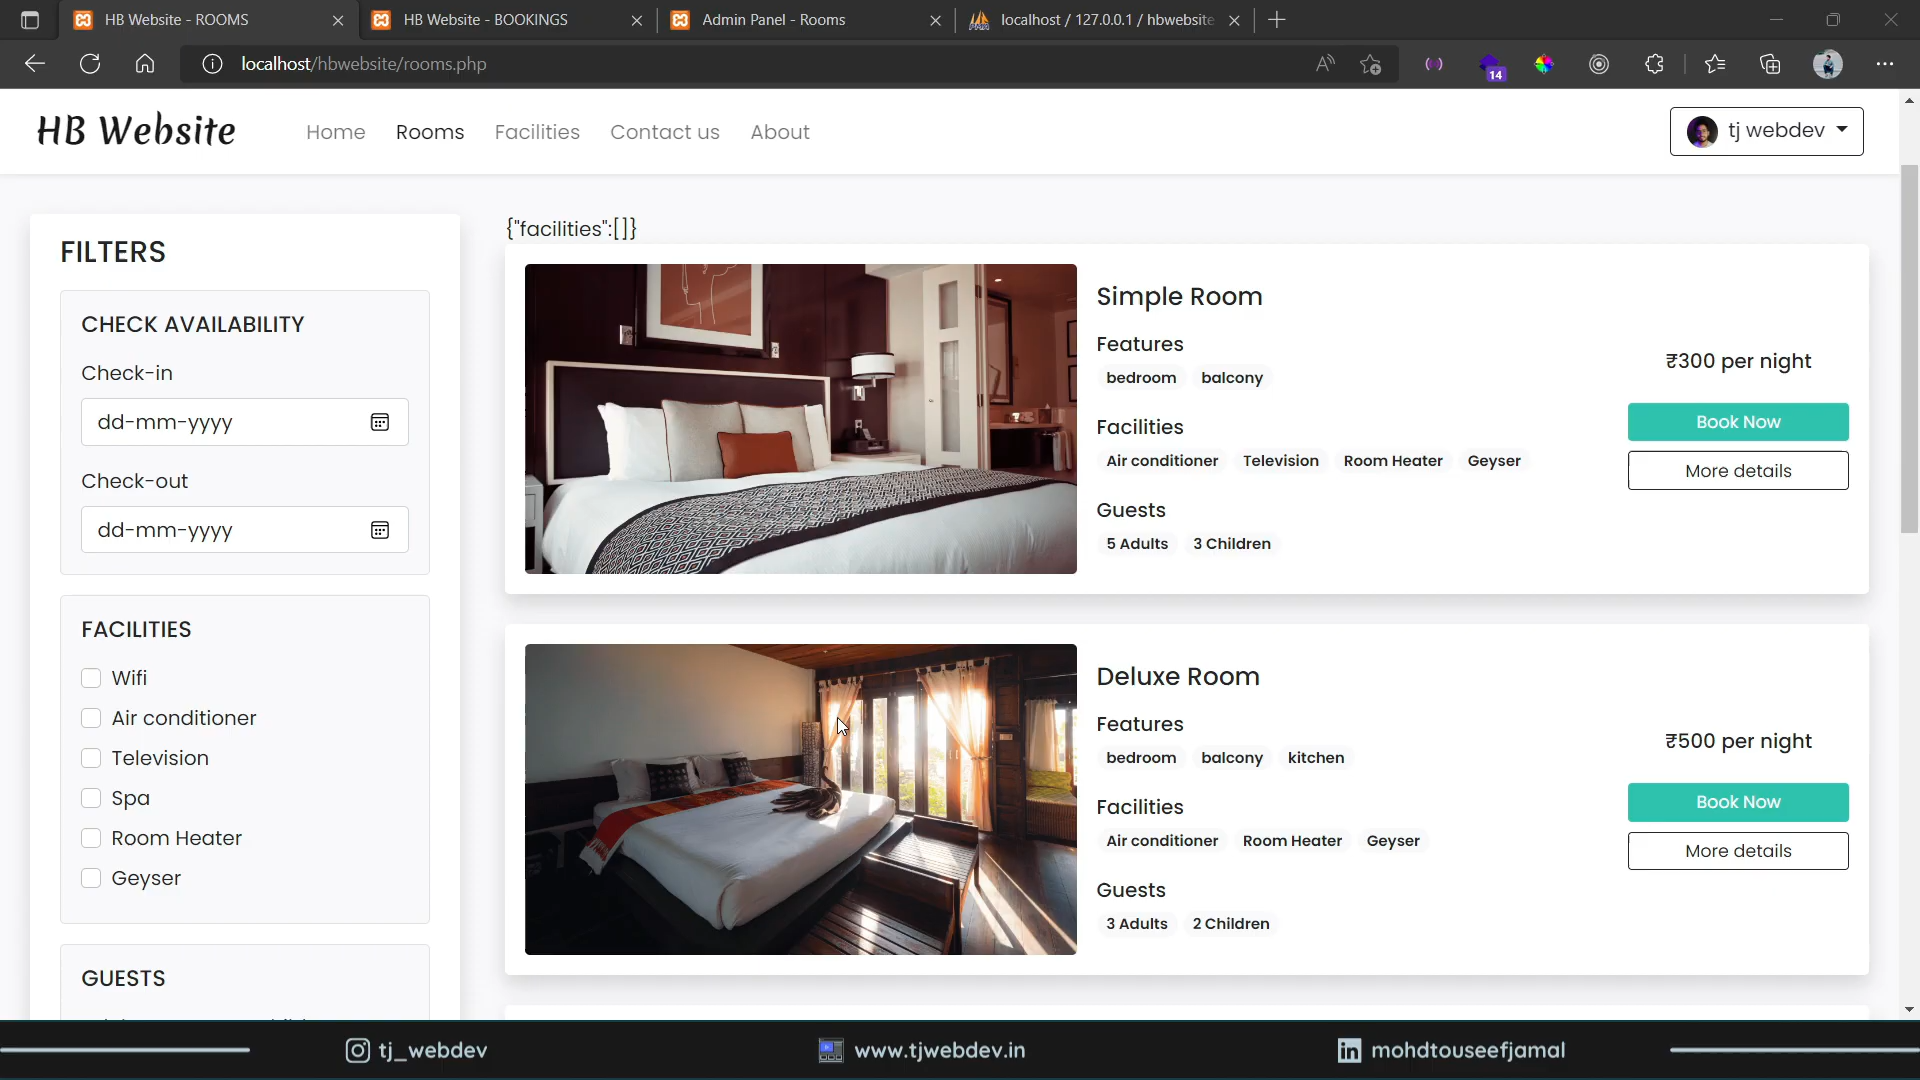 HB Website - ROOMS
HB Website - BOOKINGS
Admin Panel - Rooms
localhost / 127.0.0.1 / hbwebsite
localhost/hbwebsite/rooms.php
14
HB Website
Home
Rooms
Facilities
Contact us
About
tj webdev
FILTERS
CHECK AVAILABILITY
Check-in
dd-mm-yyyy
Check-out
dd-mm-yyyy
FACILITIES
Wifi
Air conditioner
Television
Spa
Room Heater
Geyser
GUESTS
{"facilities":[]}
Simple Room
Features
bedroom balcony
Facilities
Air conditioner Television Room Heater Geyser
Guests
5 Adults 3 Children
₹300 per night
Book Now
More details
Deluxe Room
Features
bedroom balcony kitchen
Facilities
Air conditioner Room Heater Geyser
Guests
3 Adults 2 Children
₹500 per night
Book Now
More details
tj_webdev
www.tjwebdev.in
mohdtouseefjamal